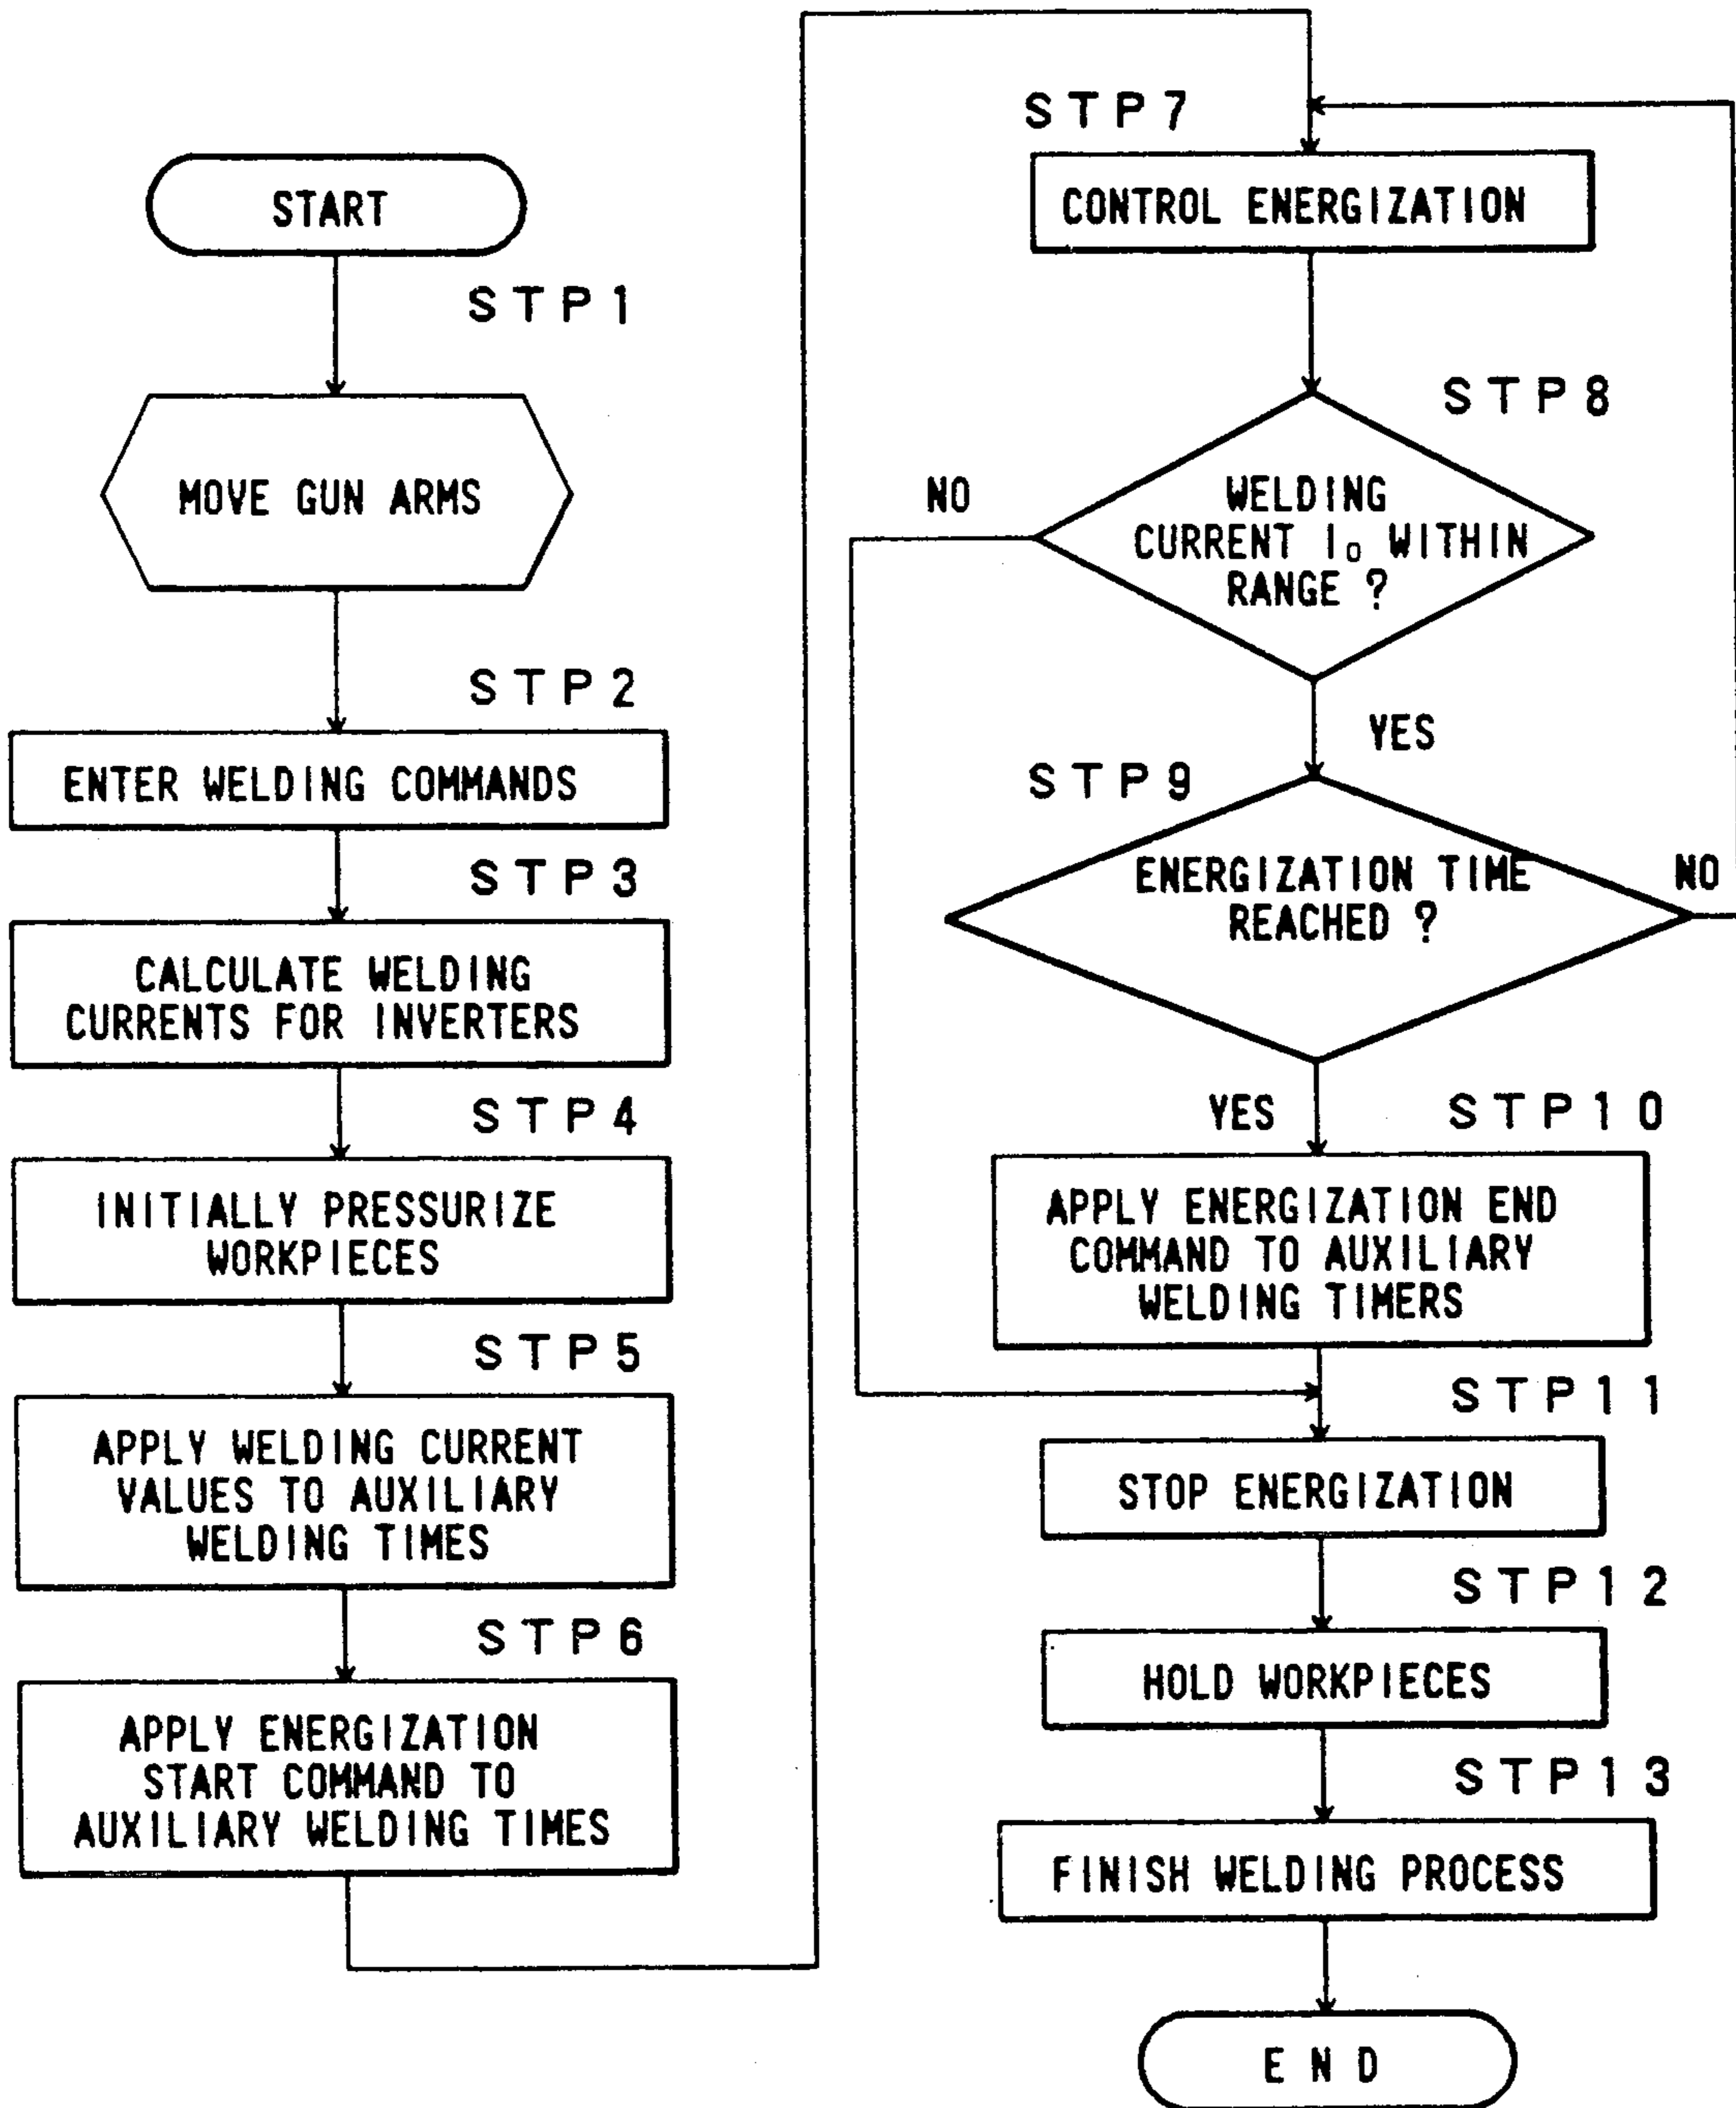 START
STP1
MOVE GUN ARMS
STP2
ENTER WELDING COMMANDS
STP3
CALCULATE WELDING
CURRENTS FOR INVERTERS
STP4
INITIALLY PRESSURIZE
WORKPIECES
STP5
APPLY WELDING CURRENT
VALUES TO AUXILIARY
WELDING TIMES
STP6
APPLY ENERGIZATION
START COMMAND TO
AUXILIARY WELDING TIMES
STP7
CONTROL ENERGIZATION
STP8
NO
WELDING
CURRENT I₀ WITHIN
RANGE ?
YES
STP9
ENERGIZATION TIME
REACHED ?
NO
YES
STP10
APPLY ENERGIZATION END
COMMAND TO AUXILIARY
WELDING TIMERS
STP11
STOP ENERGIZATION
STP12
HOLD WORKPIECES
STP13
FINISH WELDING PROCESS
END